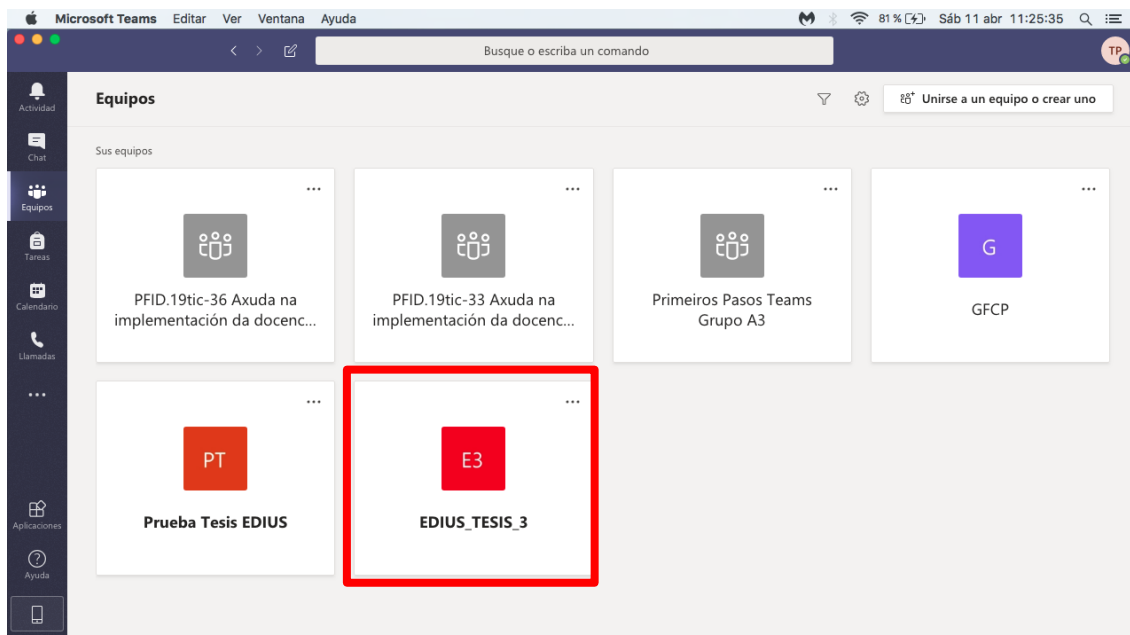 Microsoft Teams Editar Ver Ventana Ayuda 81 % Sáb 11 abr 11:25:35
Busque o escriba un comando
TP
Actividad
Chat
Equipos
Tareas
Calendario
Llamadas
Aplicaciones
Ayuda
Equipos
Unirse a un equipo o crear uno
Sus equipos
PFID.19tic-36 Axuda na
implementación da docenc...
PFID.19tic-33 Axuda na
implementación da docenc...
Primeiros Pasos Teams
Grupo A3
G
GFCP
PT
Prueba Tesis EDIUS
E3
EDIUS_TESIS_3